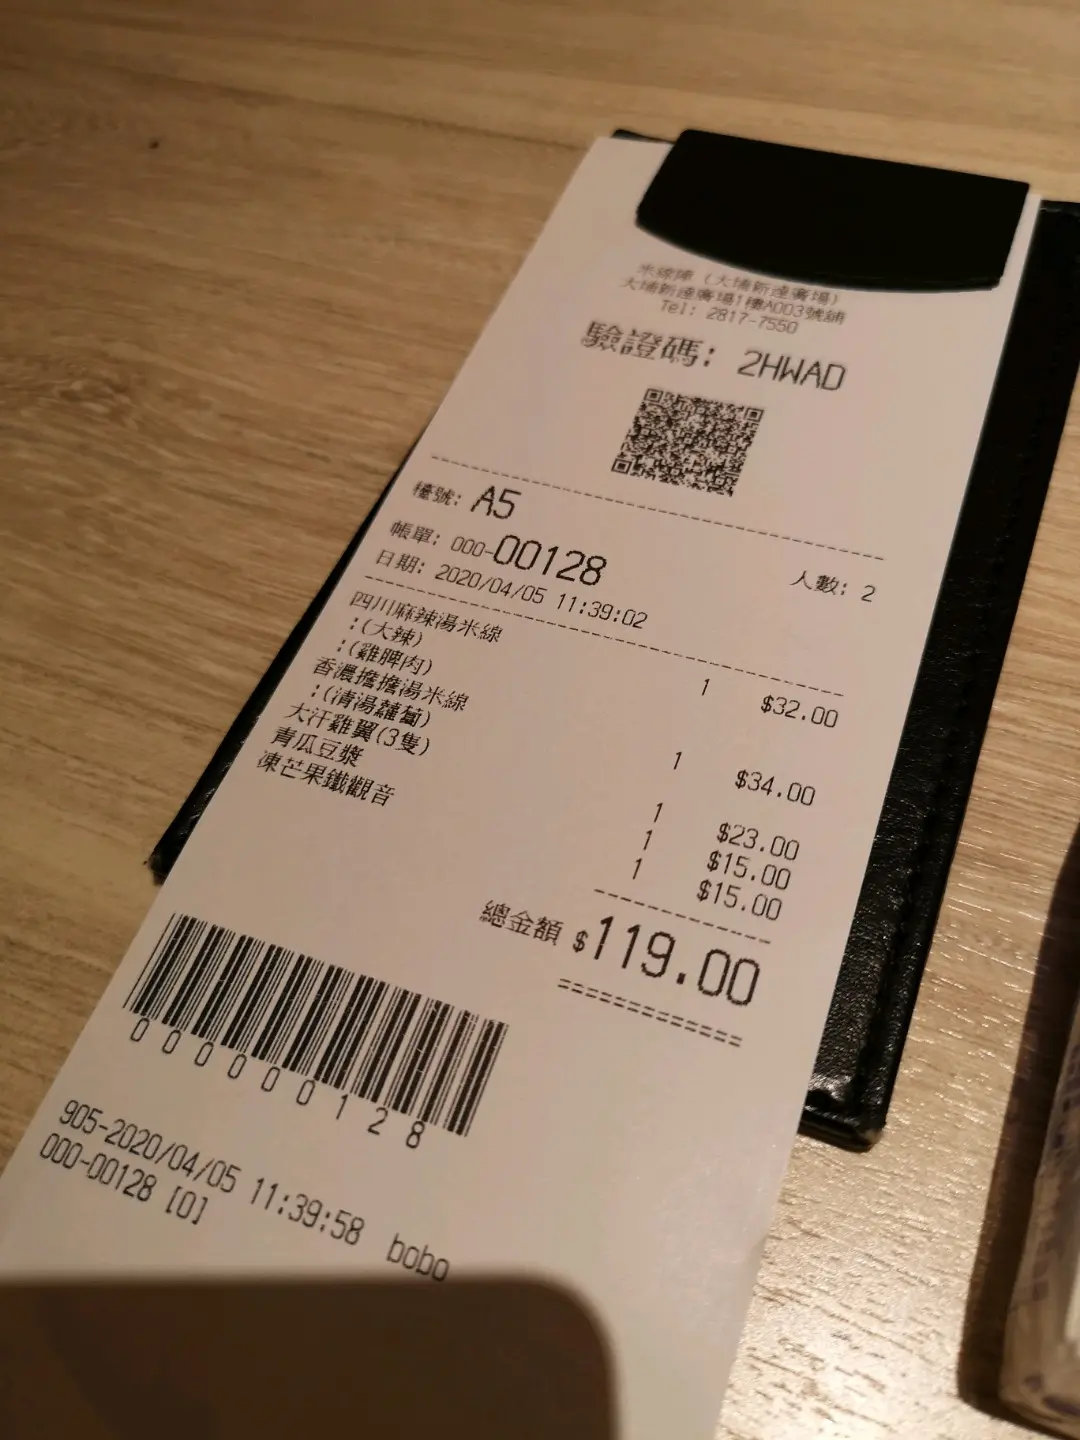 米線陣 (大埔新達廣場)
大埔新達廣場1樓A003號舖
Tel: 2817-7550
驗證碼: 2HWAD
檯號: A5
帳單: 000-00128 人數: 2
日期: 2020/04/05 11:39:02
四川麻辣湯米線 1 $32.00
:(大辣)
:(雞脾肉)
香濃擔擔湯米線 1 $34.00
:(清湯蘿蔔)
大汗雞翼(3隻) 1 $23.00
青瓜豆漿 1 $15.00
凍芒果鐵觀音 1 $15.00
總金額 $119.00
00000128
905-2020/04/05 11:39:58 bobo
000-00128 [0]